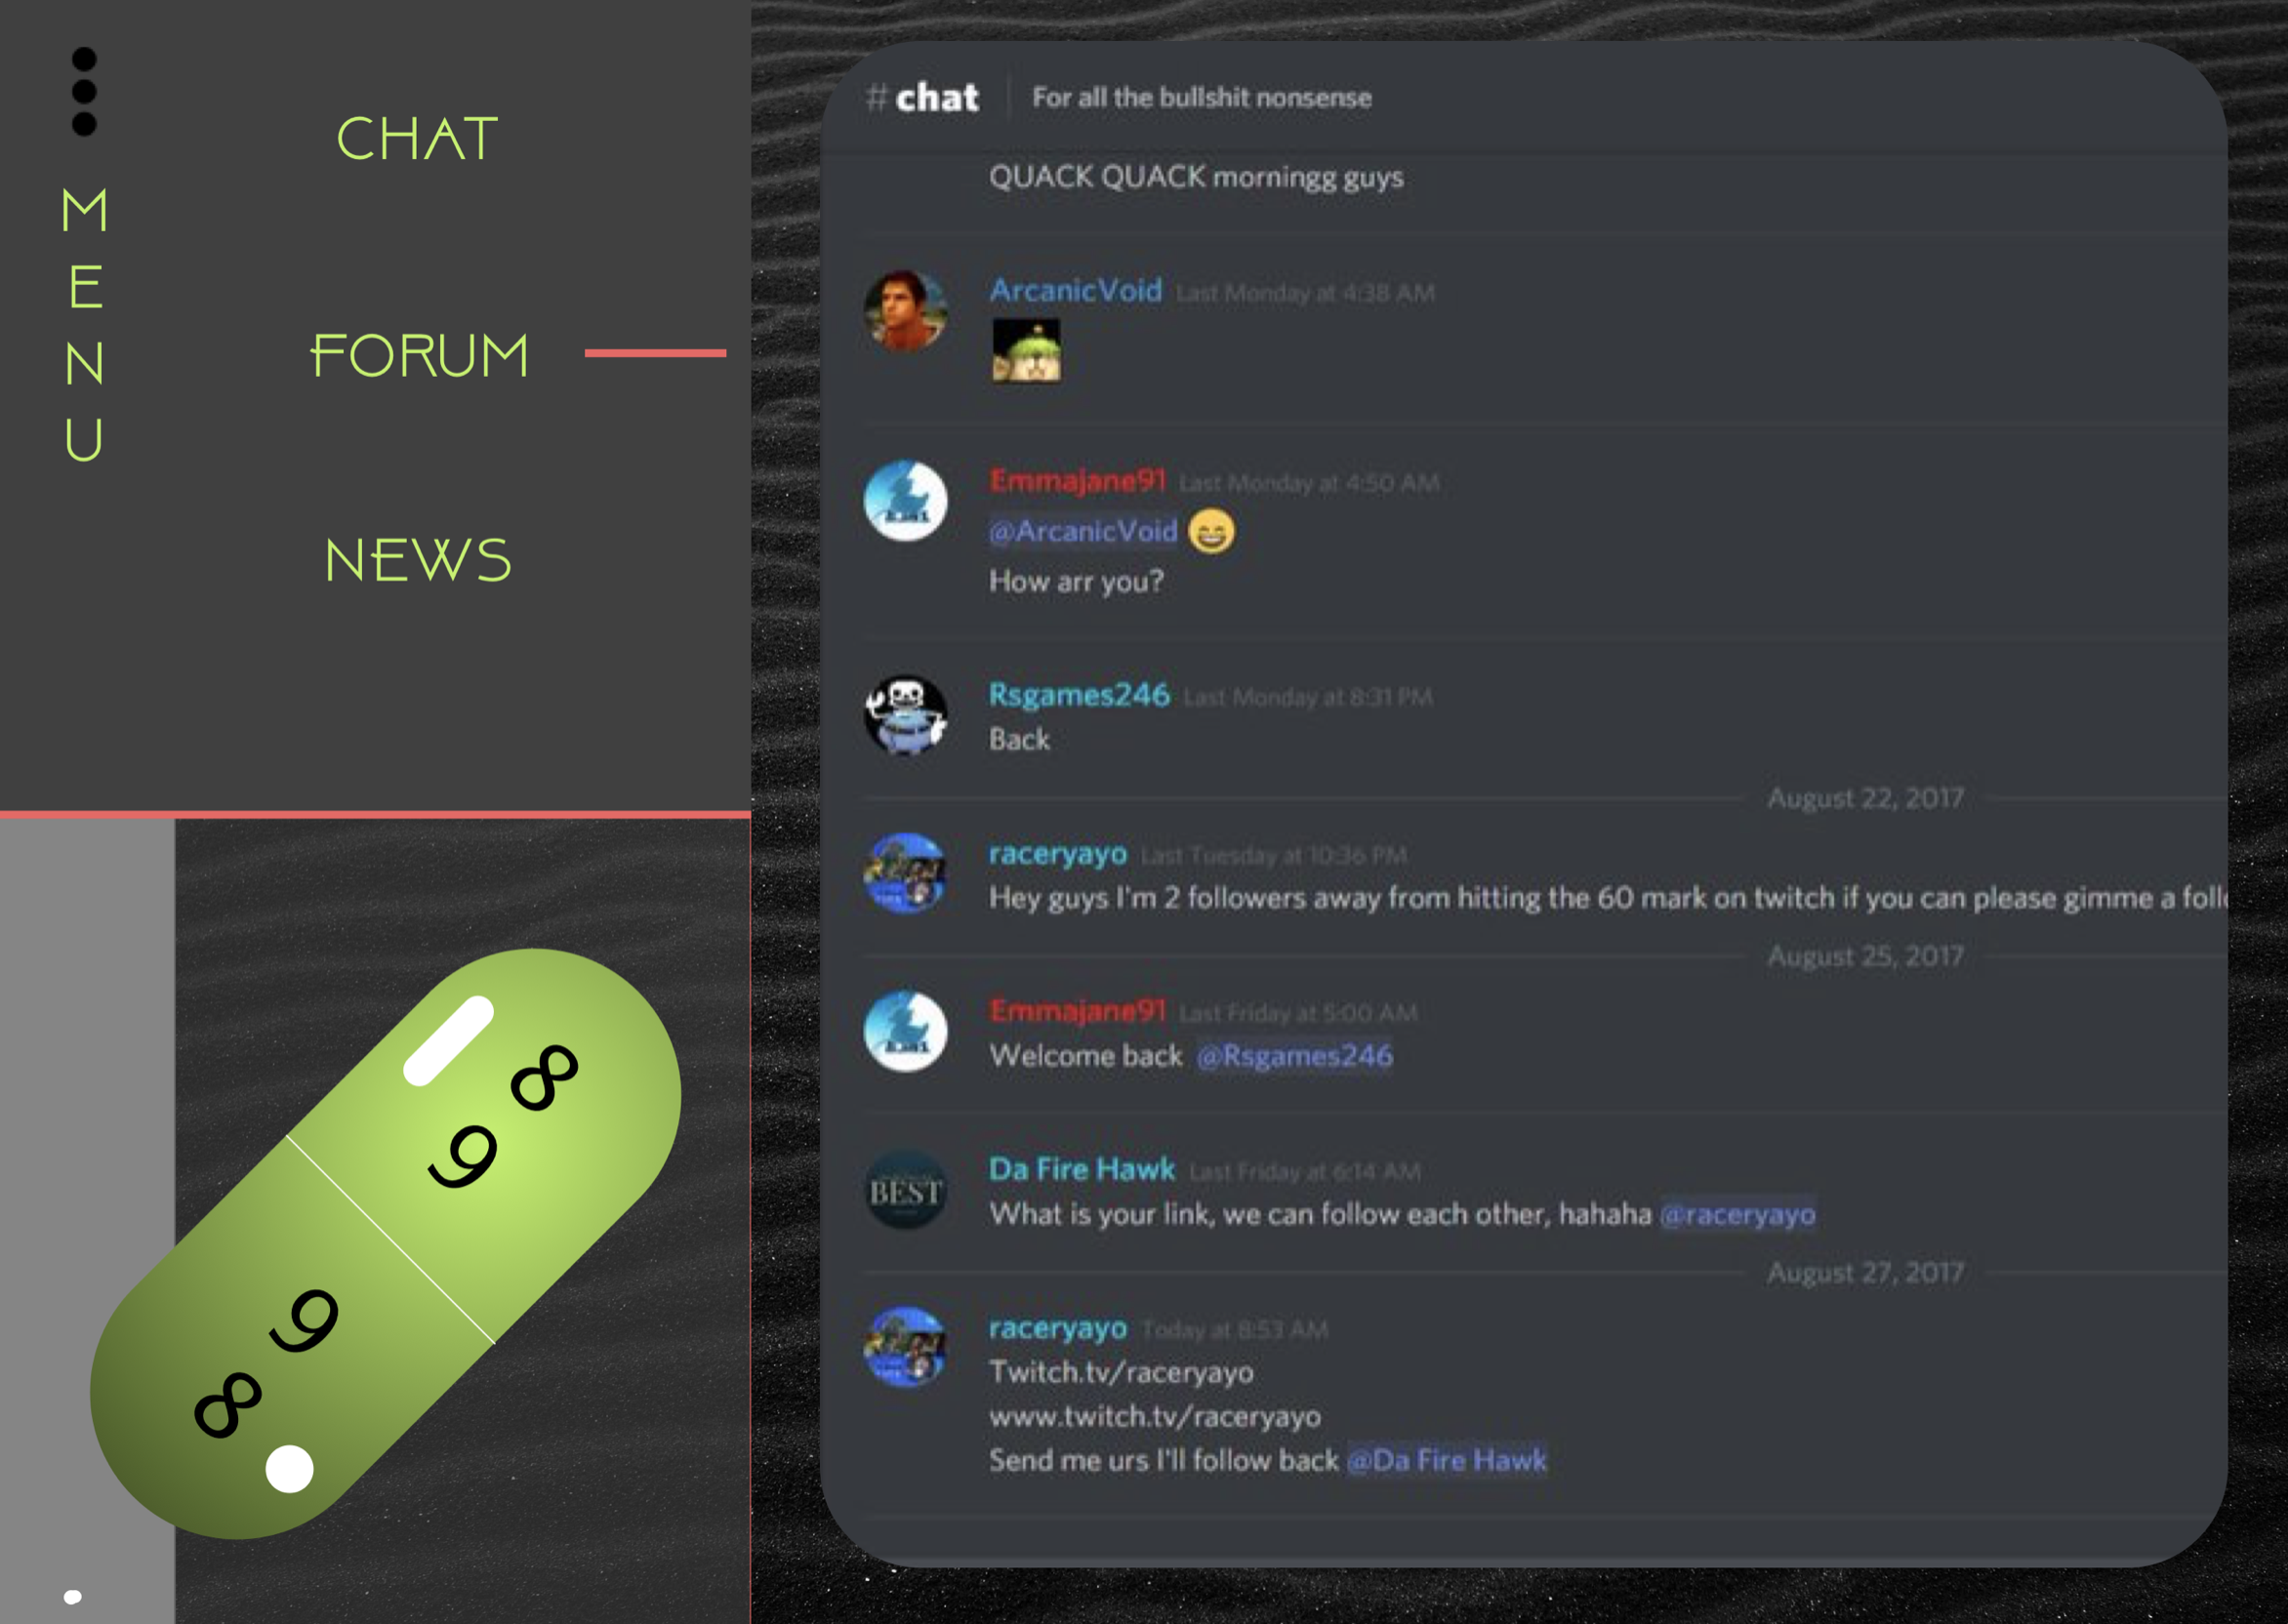 MENU
CHAT
FORUM
NEWS
8
9
9
8
# chat For all the bullshit nonsense
QUACK QUACK morningg guys
ArcanicVoid Last Monday at 4:38 AM
Emmajane91 Last Monday at 4:50 AM
@ArcanicVoid
How arr you?
Rsgames246 Last Monday at 8:31 PM
Back
August 22, 2017
raceryayo Last Tuesday at 10:36 PM
Hey guys I'm 2 followers away from hitting the 60 mark on twitch if you can please gimme a
August 25, 2017
Emmajane91 Last Friday at 5:00 AM
Welcome back @Rsgames246
BEST
Da Fire Hawk Last Friday at 6:14 AM
What is your link, we can follow each other, hahaha @raceryayo
August 27, 2017
raceryayo Today at 8:53 AM
Twitch.tv/raceryayo
www.twitch.tv/raceryayo
Send me urs I'll follow back @Da Fire Hawk